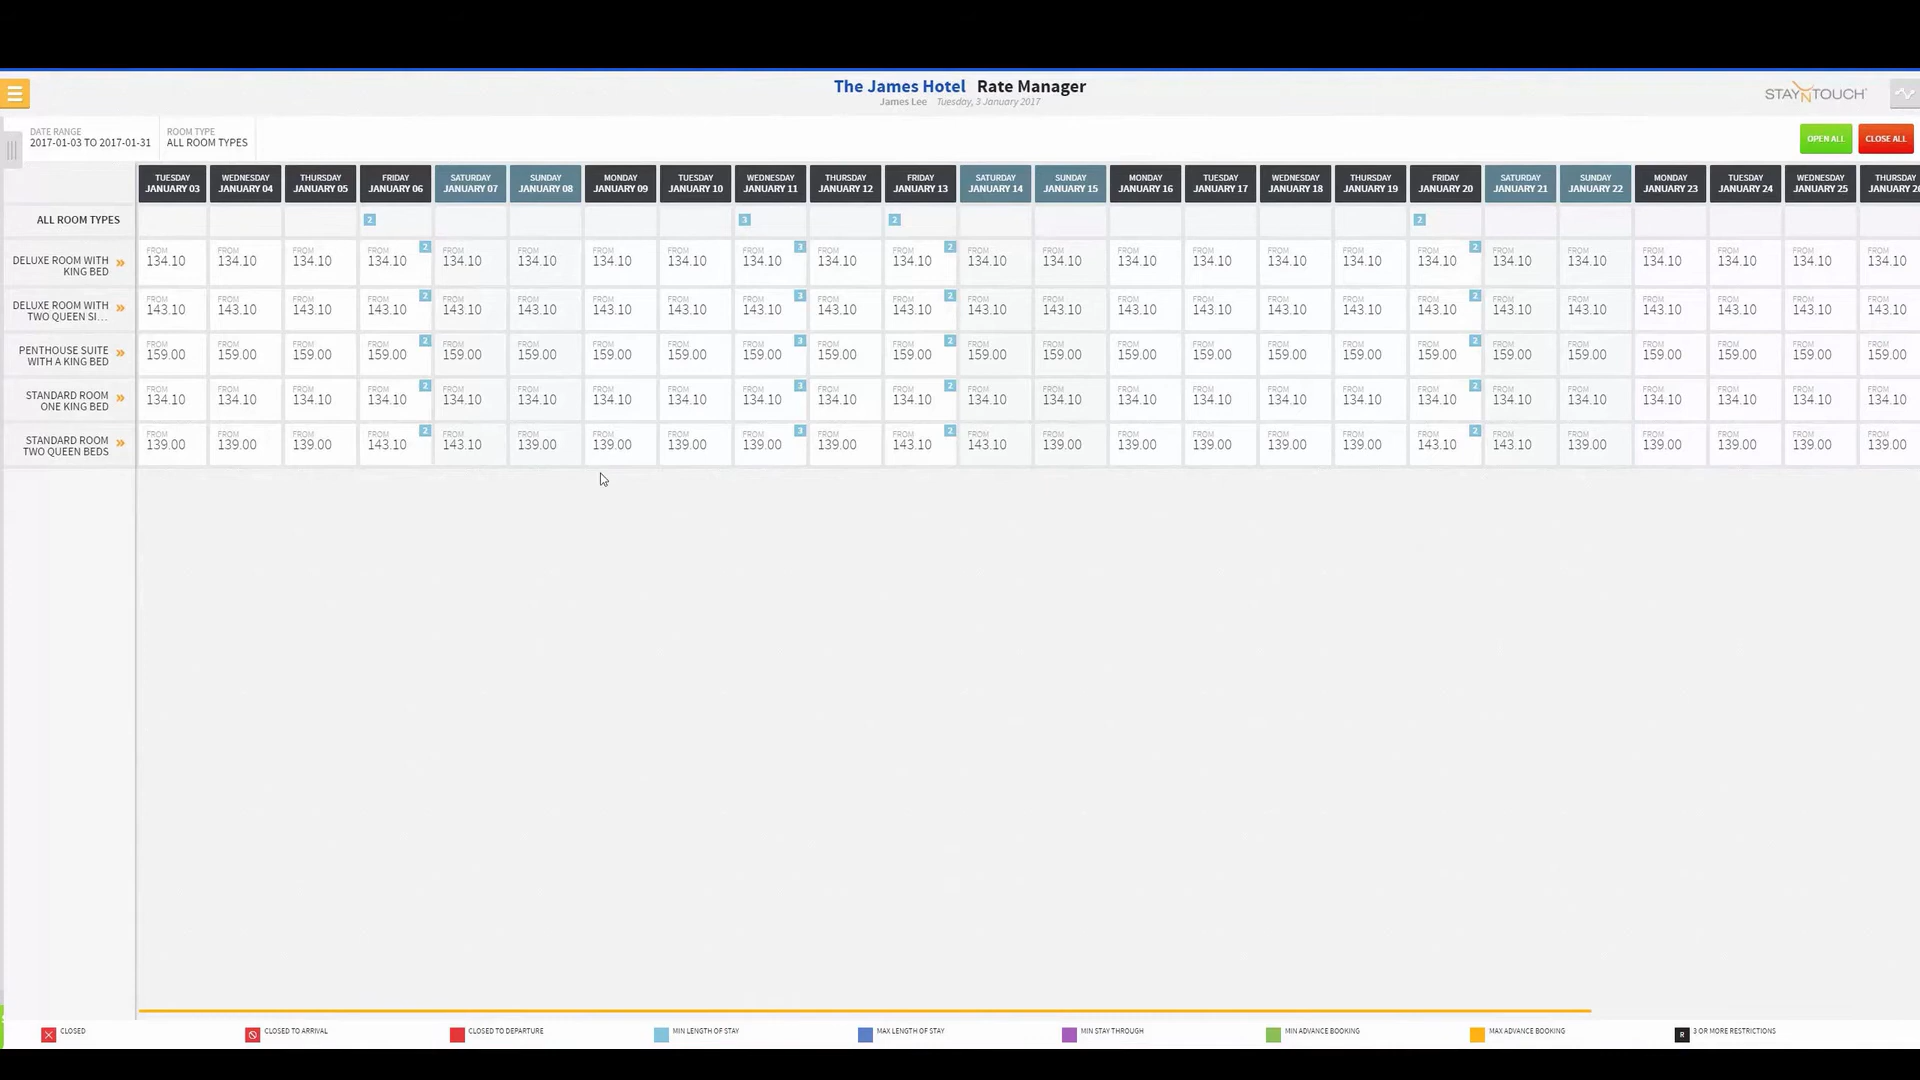 The James Hotel Rate Manager
James Lee Tuesday, 3 January 2017
STAYNTOUCH
DATE RANGE
2017-01-03 TO 2017-01-31
ROOM TYPE
ALL ROOM TYPES
OPEN ALL
CLOSE ALL
TUESDAY WEDNESDAY THURSDAY FRIDAY SATURDAY SUNDAY MONDAY TUESDAY WEDNESDAY THURSDAY FRIDAY SATURDAY SUNDAY MONDAY TUESDAY WEDNESDAY THURSDAY FRIDAY SATURDAY SUNDAY MONDAY TUESDAY WEDNESDAY THURSDAY
JANUARY 03 JANUARY 04 JANUARY 05 JANUARY 06 JANUARY 07 JANUARY 08 JANUARY 09 JANUARY 10 JANUARY 11 JANUARY 12 JANUARY 13 JANUARY 14 JANUARY 15 JANUARY 16 JANUARY 17 JANUARY 18 JANUARY 19 JANUARY 20 JANUARY 21 JANUARY 22 JANUARY 23 JANUARY 24 JANUARY 25 JANUARY
ALL ROOM TYPES 2 3 2 2
DELUXE ROOM WITH
KING BED
FROM FROM FROM FROM 2 FROM FROM FROM FROM FROM 3 FROM FROM 2 FROM FROM FROM FROM FROM FROM FROM 2 FROM FROM FROM FROM FROM FROM
134.10 134.10 134.10 134.10 134.10 134.10 134.10 134.10 134.10 134.10 134.10 134.10 134.10 134.10 134.10 134.10 134.10 134.10 134.10 134.10 134.10 134.10 134.10 134.10
DELUXE ROOM WITH
TWO QUEEN SI...
FROM FROM FROM FROM 2 FROM FROM FROM FROM FROM 3 FROM FROM 2 FROM FROM FROM FROM FROM FROM FROM 2 FROM FROM FROM FROM FROM FROM
143.10 143.10 143.10 143.10 143.10 143.10 143.10 143.10 143.10 143.10 143.10 143.10 143.10 143.10 143.10 143.10 143.10 143.10 143.10 143.10 143.10 143.10 143.10 143.10
PENTHOUSE SUITE
WITH A KING BED
FROM FROM FROM FROM 2 FROM FROM FROM FROM FROM 3 FROM FROM 2 FROM FROM FROM FROM FROM FROM FROM 2 FROM FROM FROM FROM FROM FROM
159.00 159.00 159.00 159.00 159.00 159.00 159.00 159.00 159.00 159.00 159.00 159.00 159.00 159.00 159.00 159.00 159.00 159.00 159.00 159.00 159.00 159.00 159.00 159.00
STANDARD ROOM
ONE KING BED
FROM FROM FROM FROM 2 FROM FROM FROM FROM FROM 3 FROM FROM 2 FROM FROM FROM FROM FROM FROM FROM 2 FROM FROM FROM FROM FROM FROM
134.10 134.10 134.10 134.10 134.10 134.10 134.10 134.10 134.10 134.10 134.10 134.10 134.10 134.10 134.10 134.10 134.10 134.10 134.10 134.10 134.10 134.10 134.10 134.10
STANDARD ROOM
TWO QUEEN BEDS
FROM FROM FROM FROM 2 FROM FROM FROM FROM FROM 3 FROM FROM 2 FROM FROM FROM FROM FROM FROM FROM 2 FROM FROM FROM FROM FROM FROM
139.00 139.00 139.00 143.10 143.10 139.00 139.00 139.00 139.00 139.00 143.10 143.10 139.00 139.00 139.00 139.00 139.00 143.10 143.10 139.00 139.00 139.00 139.00 139.00
CLOSED
CLOSED TO ARRIVAL
CLOSED TO DEPARTURE
MIN LENGTH OF STAY
MAX LENGTH OF STAY
MIN STAY THROUGH
MIN ADVANCE BOOKING
MAX ADVANCE BOOKING
R 3 OR MORE RESTRICTIONS